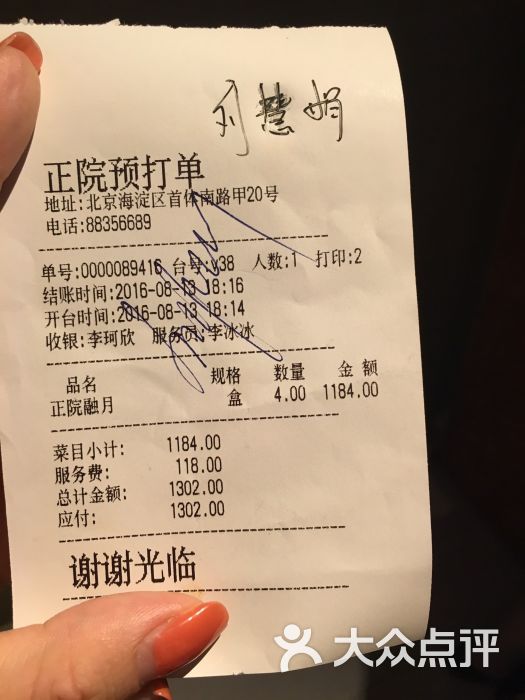 刘慧娟
正院预打单
地址:北京海淀区首体南路甲20号
电话:88356689
单号:0000089416 台号:v38 人数:1 打印:2
结账时间:2016-08-13 18:16
开台时间:2016-08-13 18:14
收银:李珂欣 服务员:李冰冰
品名 规格 数量 金额
正院融月 盒 4.00 1184.00
菜目小计: 1184.00
服务费: 118.00
总计金额: 1302.00
应付: 1302.00
谢谢光临
大众点评